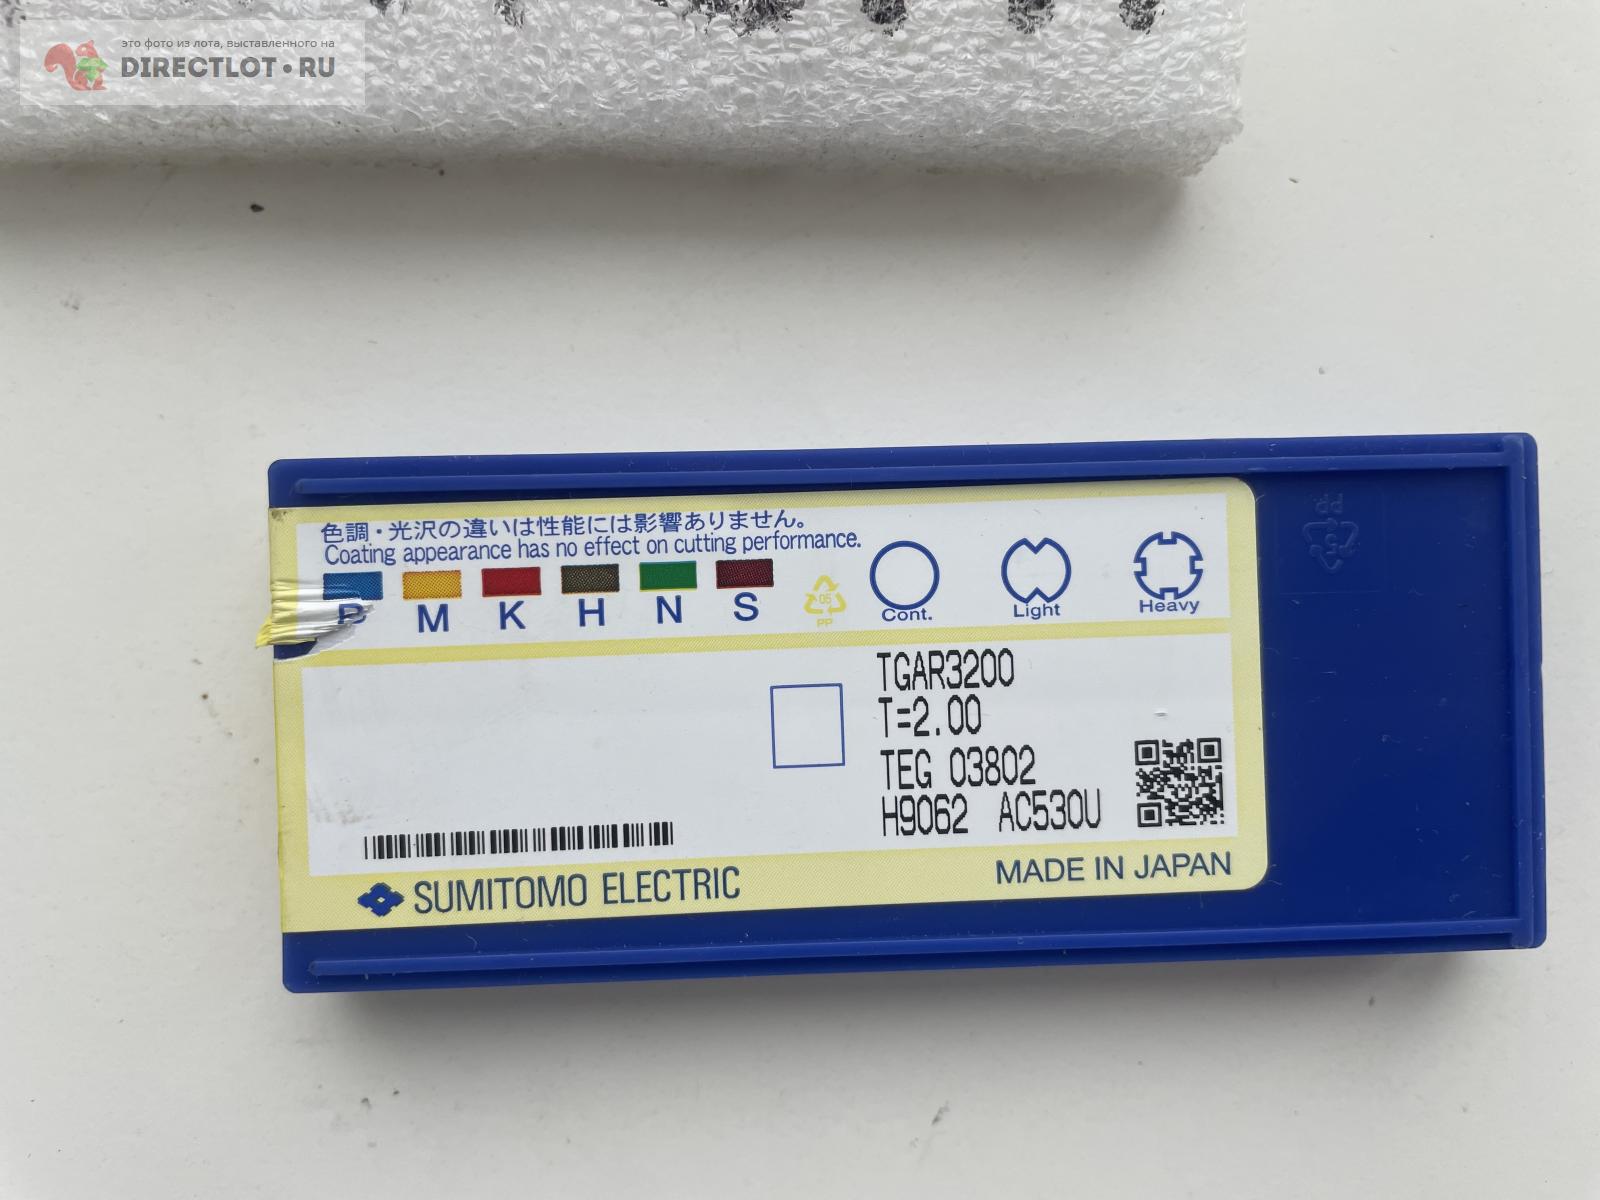 это фото из лота, выставленного на
DIRECTLOT•RU
色調・光沢の違いは性能には影響ありません。
Coating appearance has no effect on cutting performance.
P M K H N S
05
PP
Cont. Light Heavy
TGAR3200
T=2.00
TEG 03802
H9062 AC530U
SUMITOMO ELECTRIC
MADE IN JAPAN
5
PP